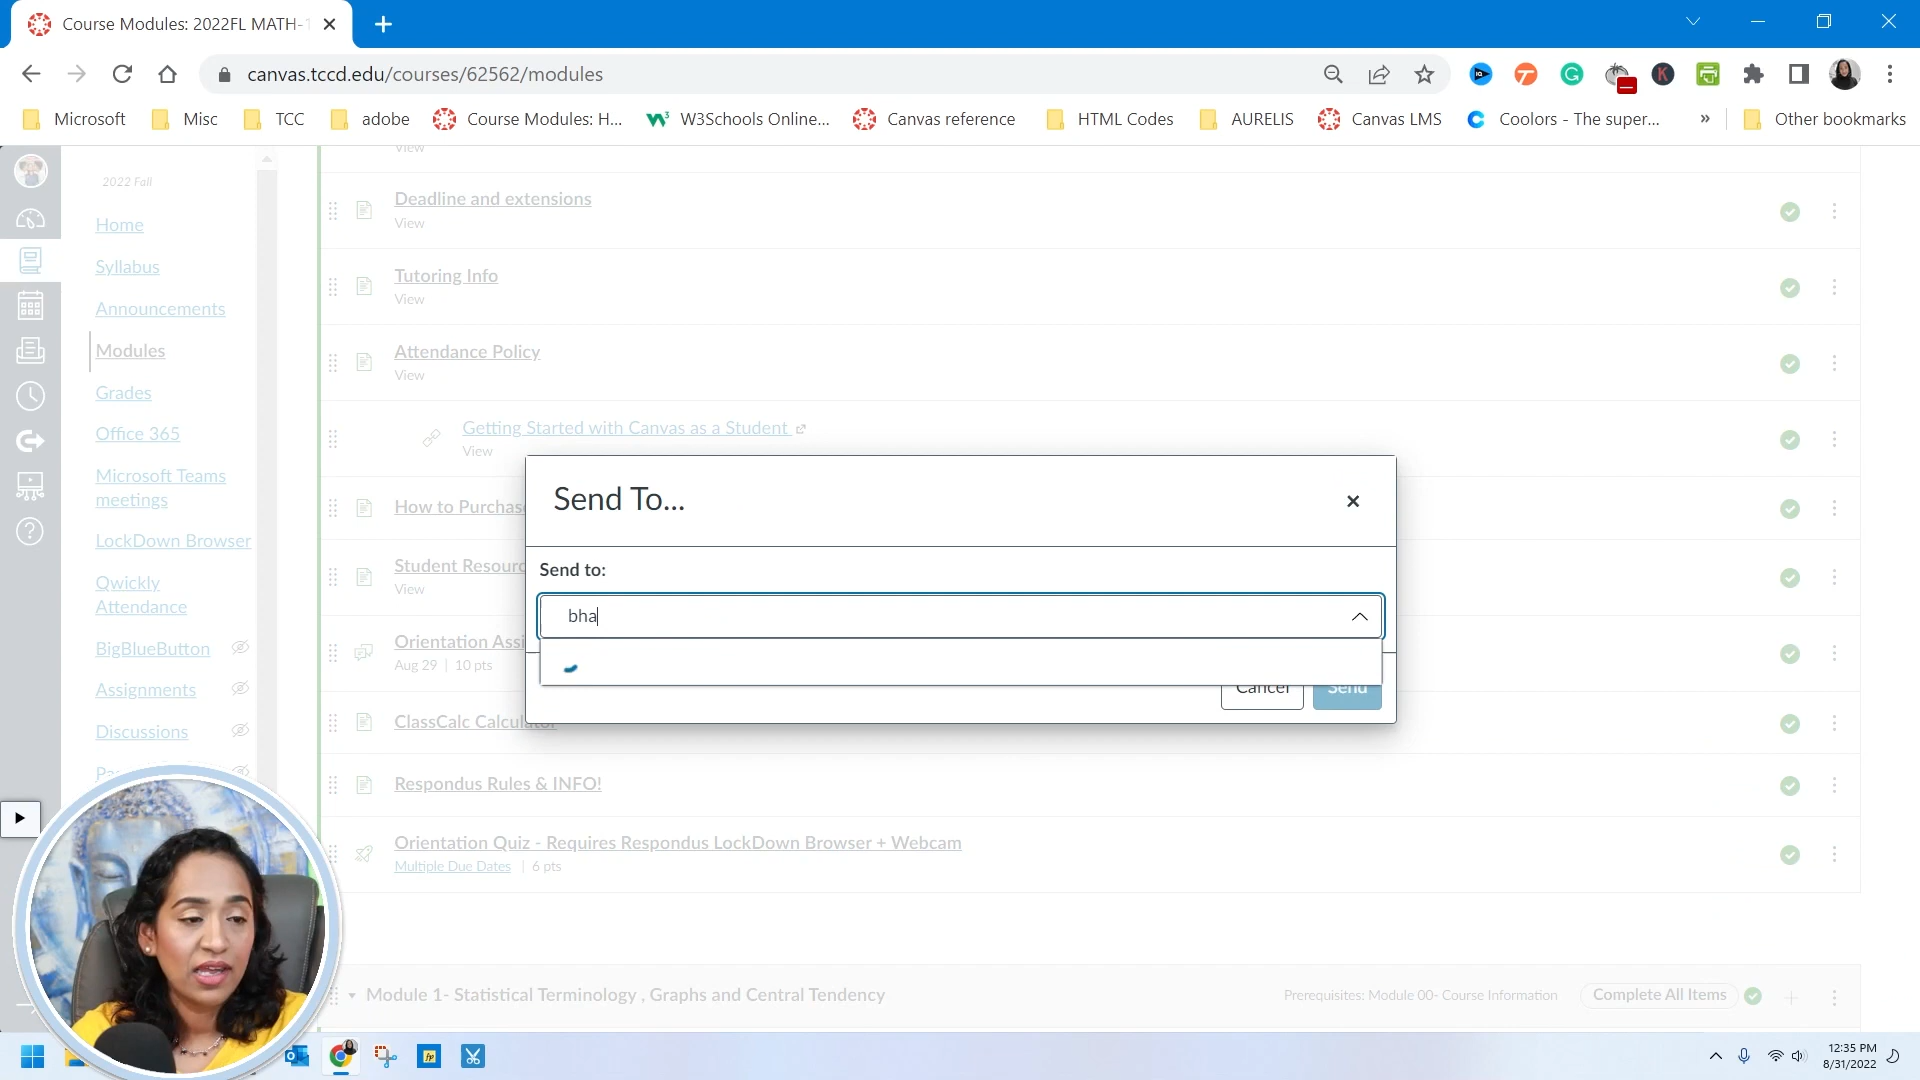 Course Modules: 2022FL MATH-1
canvas.tccd.edu/courses/62562/modules
Microsoft
Misc
TCC
adobe
Course Modules: H...
W3Schools Online...
Canvas reference
HTML Codes
AURELIS
Canvas LMS
Coolors - The super...
»
Other bookmarks
2022 Fall
Home
Syllabus
Announcements
Modules
Grades
Office 365
Microsoft Teams
meetings
LockDown Browser
Qwickly
Attendance
BigBlueButton
Assignments
Discussions
View
Deadline and extensions
View
Tutoring Info
View
Attendance Policy
View
Getting Started with Canvas as a Student
View
How to Purchas
Student Resourc
View
Orientation Assi
Aug 29 | 10 pts
ClassCalc Calculator
Respondus Rules & INFO!
Orientation Quiz - Requires Respondus LockDown Browser + Webcam
Multiple Due Dates | 6 pts
Send To...
Send to:
bha
Cancel
Send
Module 1- Statistical Terminology , Graphs and Central Tendency
Prerequisites: Module 00- Course Information
Complete All Items
12:35 PM
8/31/2022